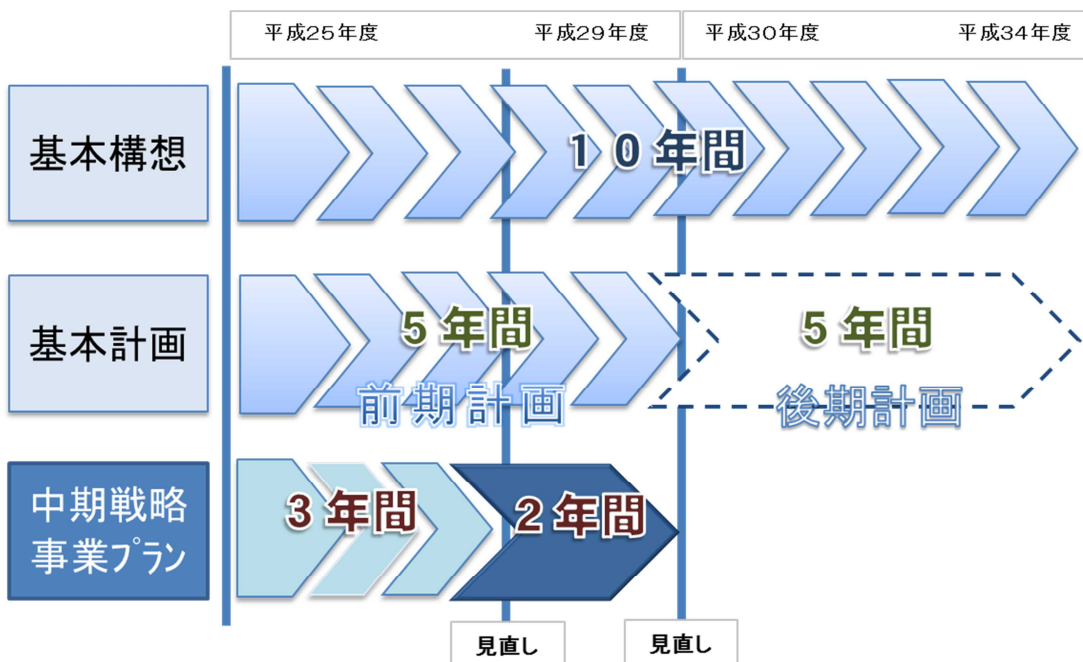 平成25年度 平成29年度 平成30年度 平成34年度
基本構想
10年間
基本計画
5年間
前期計画
5年間
後期計画
中期戦略
事業プラン
3年間
2年間
見直し
見直し